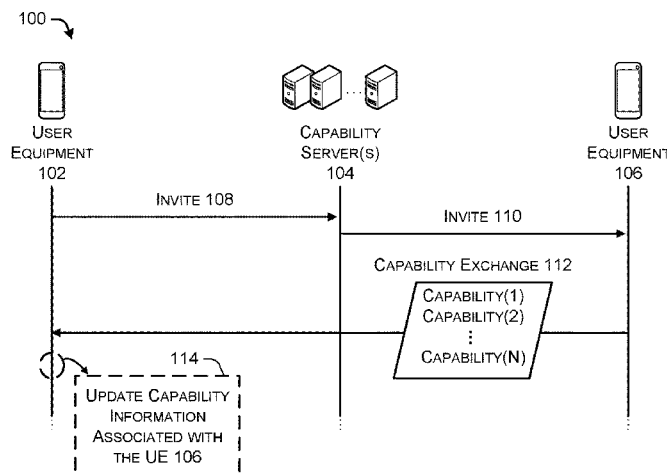 100
USER
EQUIPMENT
102
CAPABILITY
SERVER(S)
104
USER
EQUIPMENT
106
INVITE 108
INVITE 110
CAPABILITY EXCHANGE 112
CAPABILITY(1)
CAPABILITY(2)
CAPABILITY(N)
114
UPDATE CAPABILITY
INFORMATION
ASSOCIATED WITH
THE UE 106